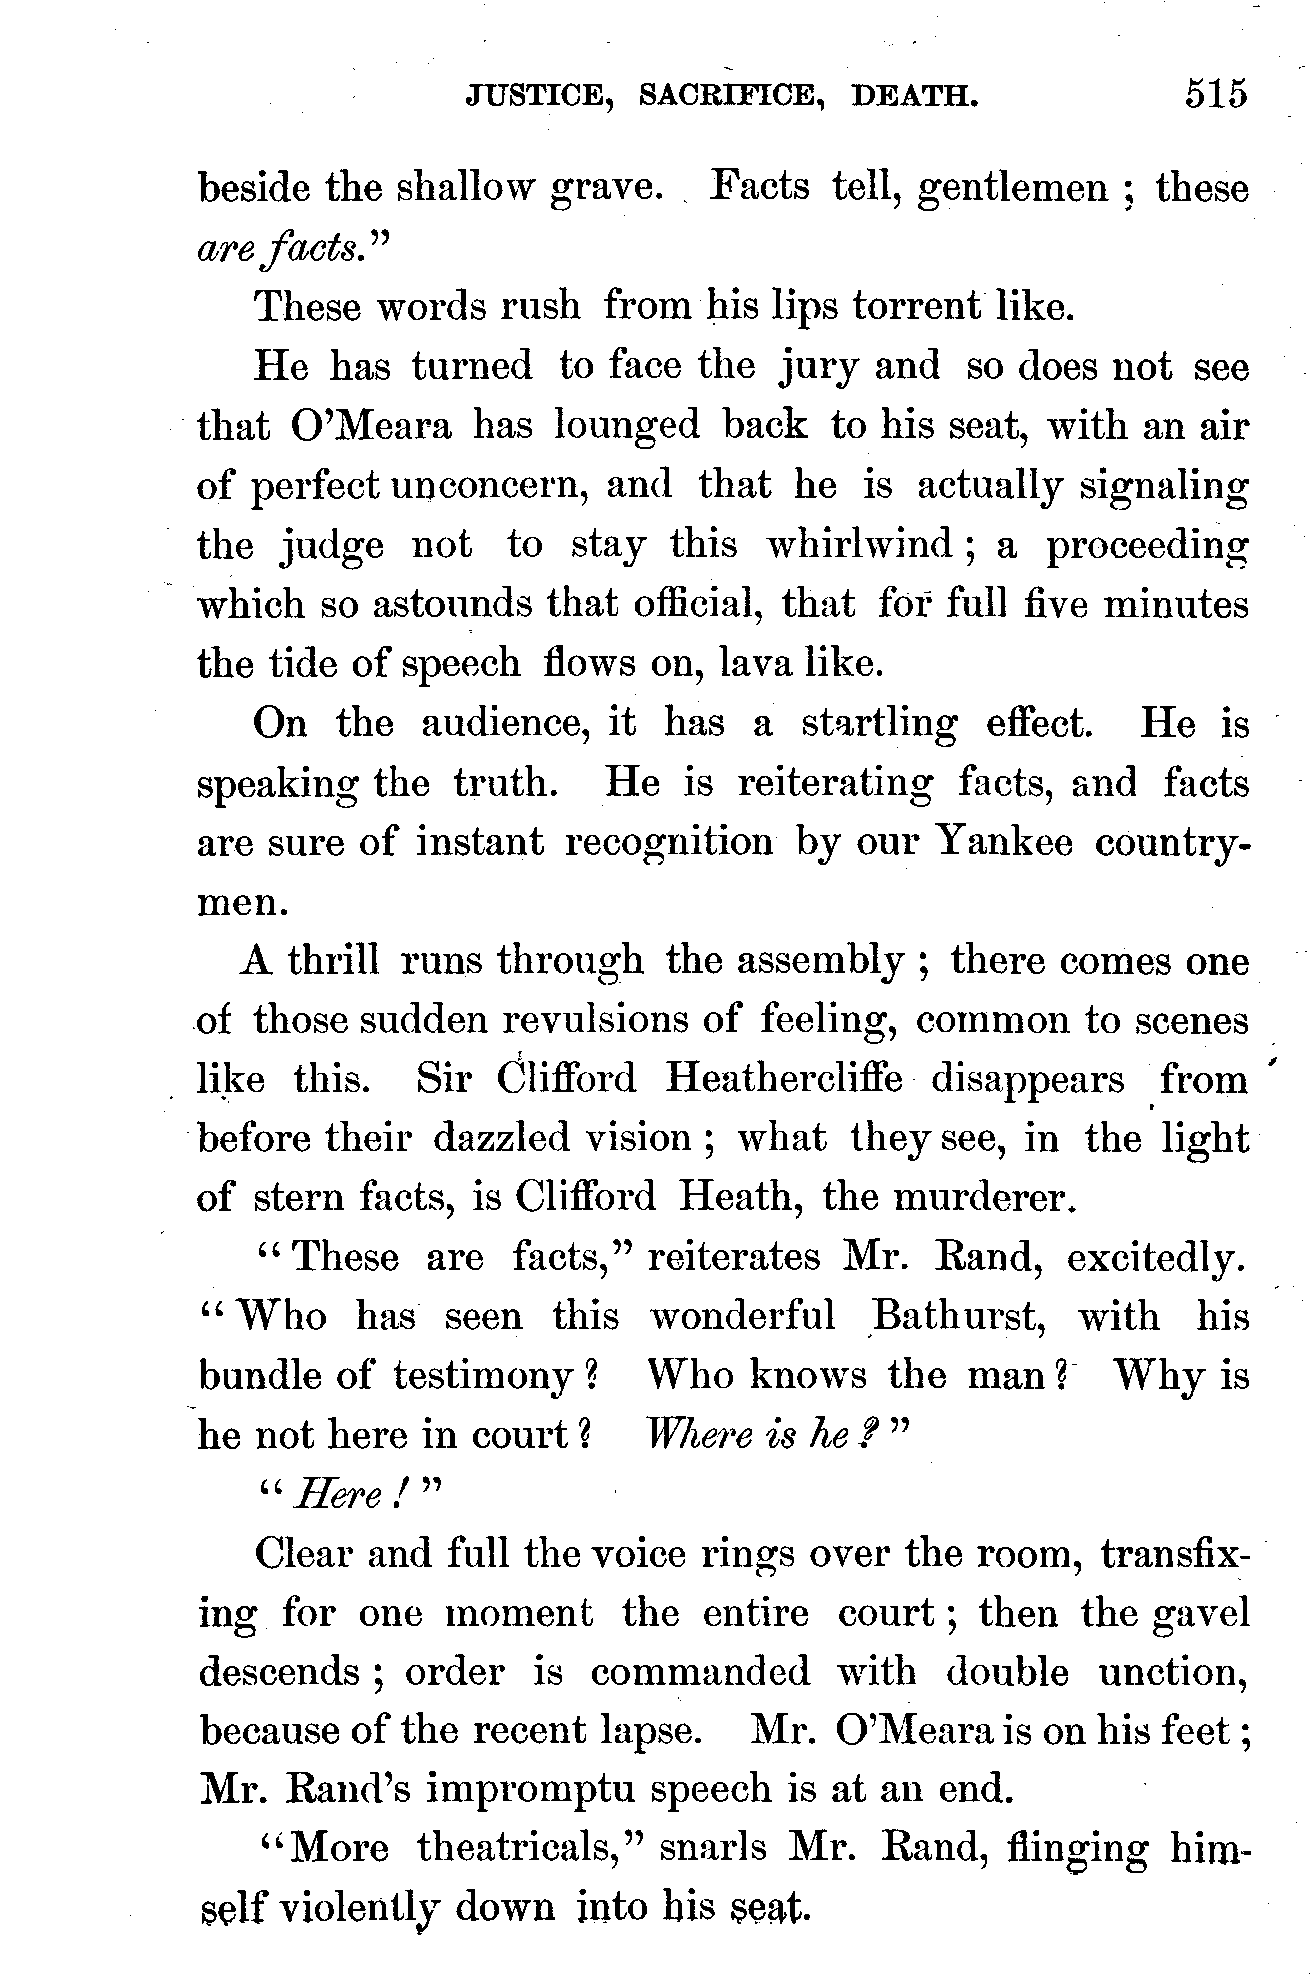 JUSTICE, SACRIFICE, DEATH. 515
beside the shallow grave. Facts tell, gentlemen ; these
are facts."
These words rush from his lips torrent like.
He has turned to face the jury and so does not see
that O'Meara has lounged back to his seat, with an air
of perfect unconcern, and that he is actually signaling
the judge not to stay this whirlwind ; a proceeding
which so astounds that official, that for full five minutes
the tide of speech flows on, lava like.
On the audience, it has a startling effect. He is
speaking the truth. He is reiterating facts, and facts
are sure of instant recognition by our Yankee country-
men.
A thrill runs through the assembly ; there comes one
of those sudden revulsions of feeling, common to scenes
like this. Sir Clifford Heathercliffe disappears from
before their dazzled vision ; what they see, in the light
of stern facts, is Clifford Heath, the murderer.
" These are facts," reiterates Mr. Rand, excitedly.
" Who has seen this wonderful Bathurst, with his
bundle of testimony ? Who knows the man ? Why is
he not here in court ? Where is he ? "
" Here ! "
Clear and full the voice rings over the room, transfix-
ing for one moment the entire court ; then the gavel
descends ; order is commanded with double unction,
because of the recent lapse. Mr. O'Meara is on his feet ;
Mr. Rand's impromptu speech is at an end.
"More theatricals," snarls Mr. Rand, flinging him-
self violently down into his seat.